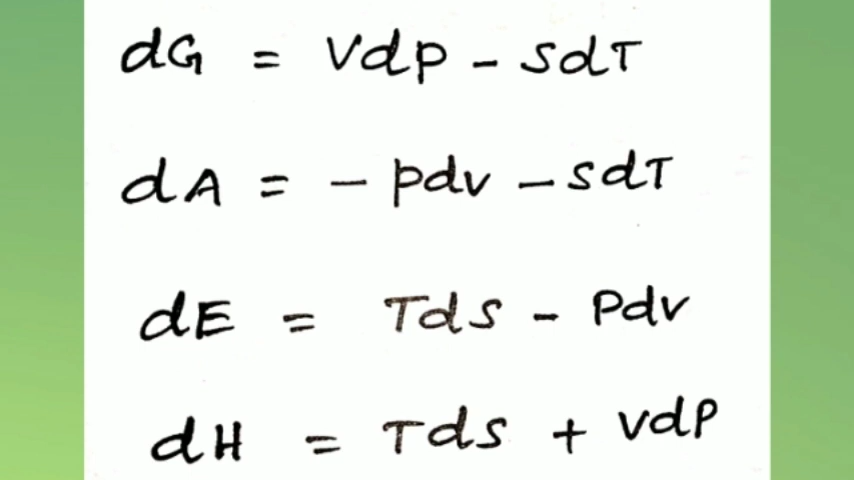 dG = Vdp - SdT
dA = - pdv - SdT
dE = Tds - Pdv
dH = Tds + vdp